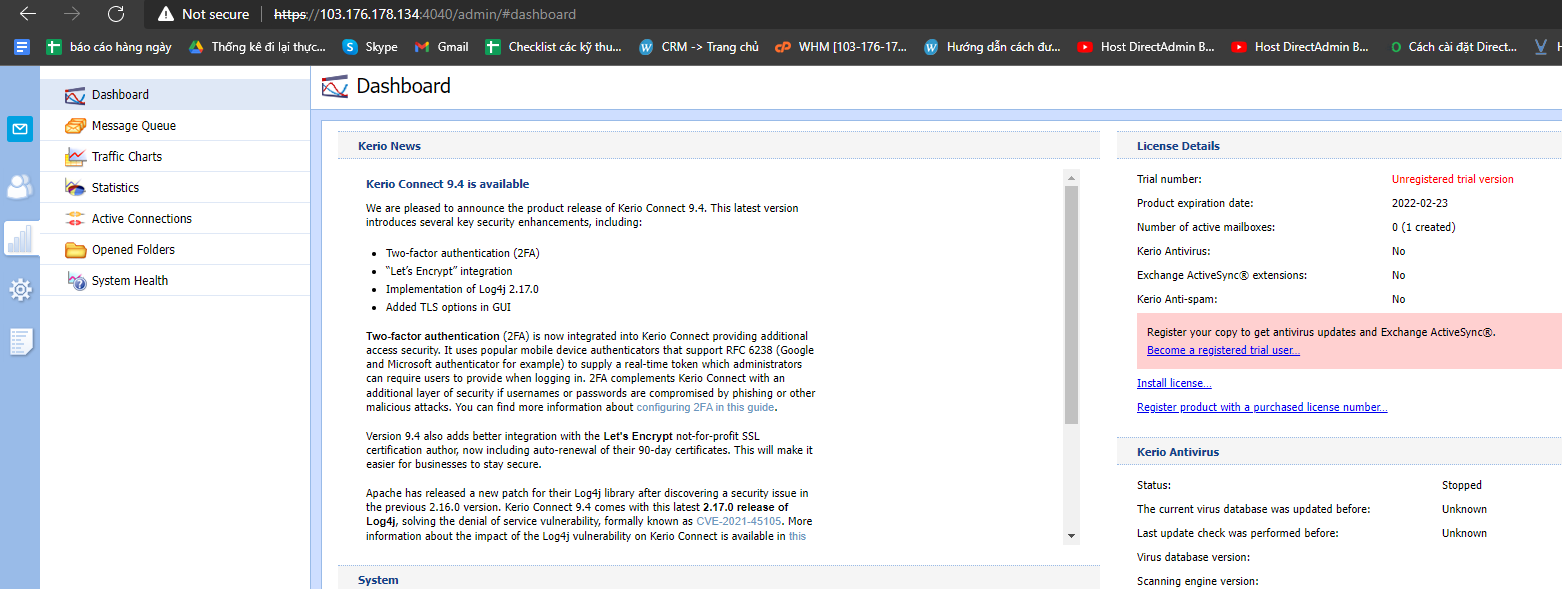 Not secure https://103.176.178.134:4040/admin/#dashboard
báo cáo hàng ngày Thống kê đi lại thực... Skype Gmail Checklist các kỹ thu... CRM -> Trang chủ WHM [103-176-17... Hướng dẫn cách đư... Host DirectAdmin B... Host DirectAdmin B... Cách cài đặt Direct...
Dashboard
Message Queue
Traffic Charts
Statistics
Active Connections
Opened Folders
System Health
Dashboard
Kerio News
Kerio Connect 9.4 is available
We are pleased to announce the product release of Kerio Connect 9.4. This latest version
introduces several key security enhancements, including:
• Two-factor authentication (2FA)
• "Let's Encrypt" integration
• Implementation of Log4j 2.17.0
• Added TLS options in GUI
Two-factor authentication (2FA) is now integrated into Kerio Connect providing additional
access security. It uses popular mobile device authenticators that support RFC 6238 (Google
and Microsoft authenticator for example) to supply a real-time token which administrators
can require users to provide when logging in. 2FA complements Kerio Connect with an
additional layer of security if usernames or passwords are compromised by phishing or other
malicious attacks. You can find more information about configuring 2FA in this guide.
Version 9.4 also adds better integration with the Let's Encrypt not-for-profit SSL
certification author, now including auto-renewal of their 90-day certificates. This will make it
easier for businesses to stay secure.
Apache has released a new patch for their Log4j library after discovering a security issue in
the previous 2.16.0 version. Kerio Connect 9.4 comes with this latest 2.17.0 release of
Log4j, solving the denial of service vulnerability, formally known as CVE-2021-45105. More
information about the impact of the Log4j vulnerability on Kerio Connect is available in this
System
License Details
Trial number: Unregistered trial version
Product expiration date: 2022-02-23
Number of active mailboxes: 0 (1 created)
Kerio Antivirus: No
Exchange ActiveSync® extensions: No
Kerio Anti-spam: No
Register your copy to get antivirus updates and Exchange ActiveSync®.
Become a registered trial user...
Install license...
Register product with a purchased license number...
Kerio Antivirus
Status: Stopped
The current virus database was updated before: Unknown
Last update check was performed before: Unknown
Virus database version:
Scanning engine version: